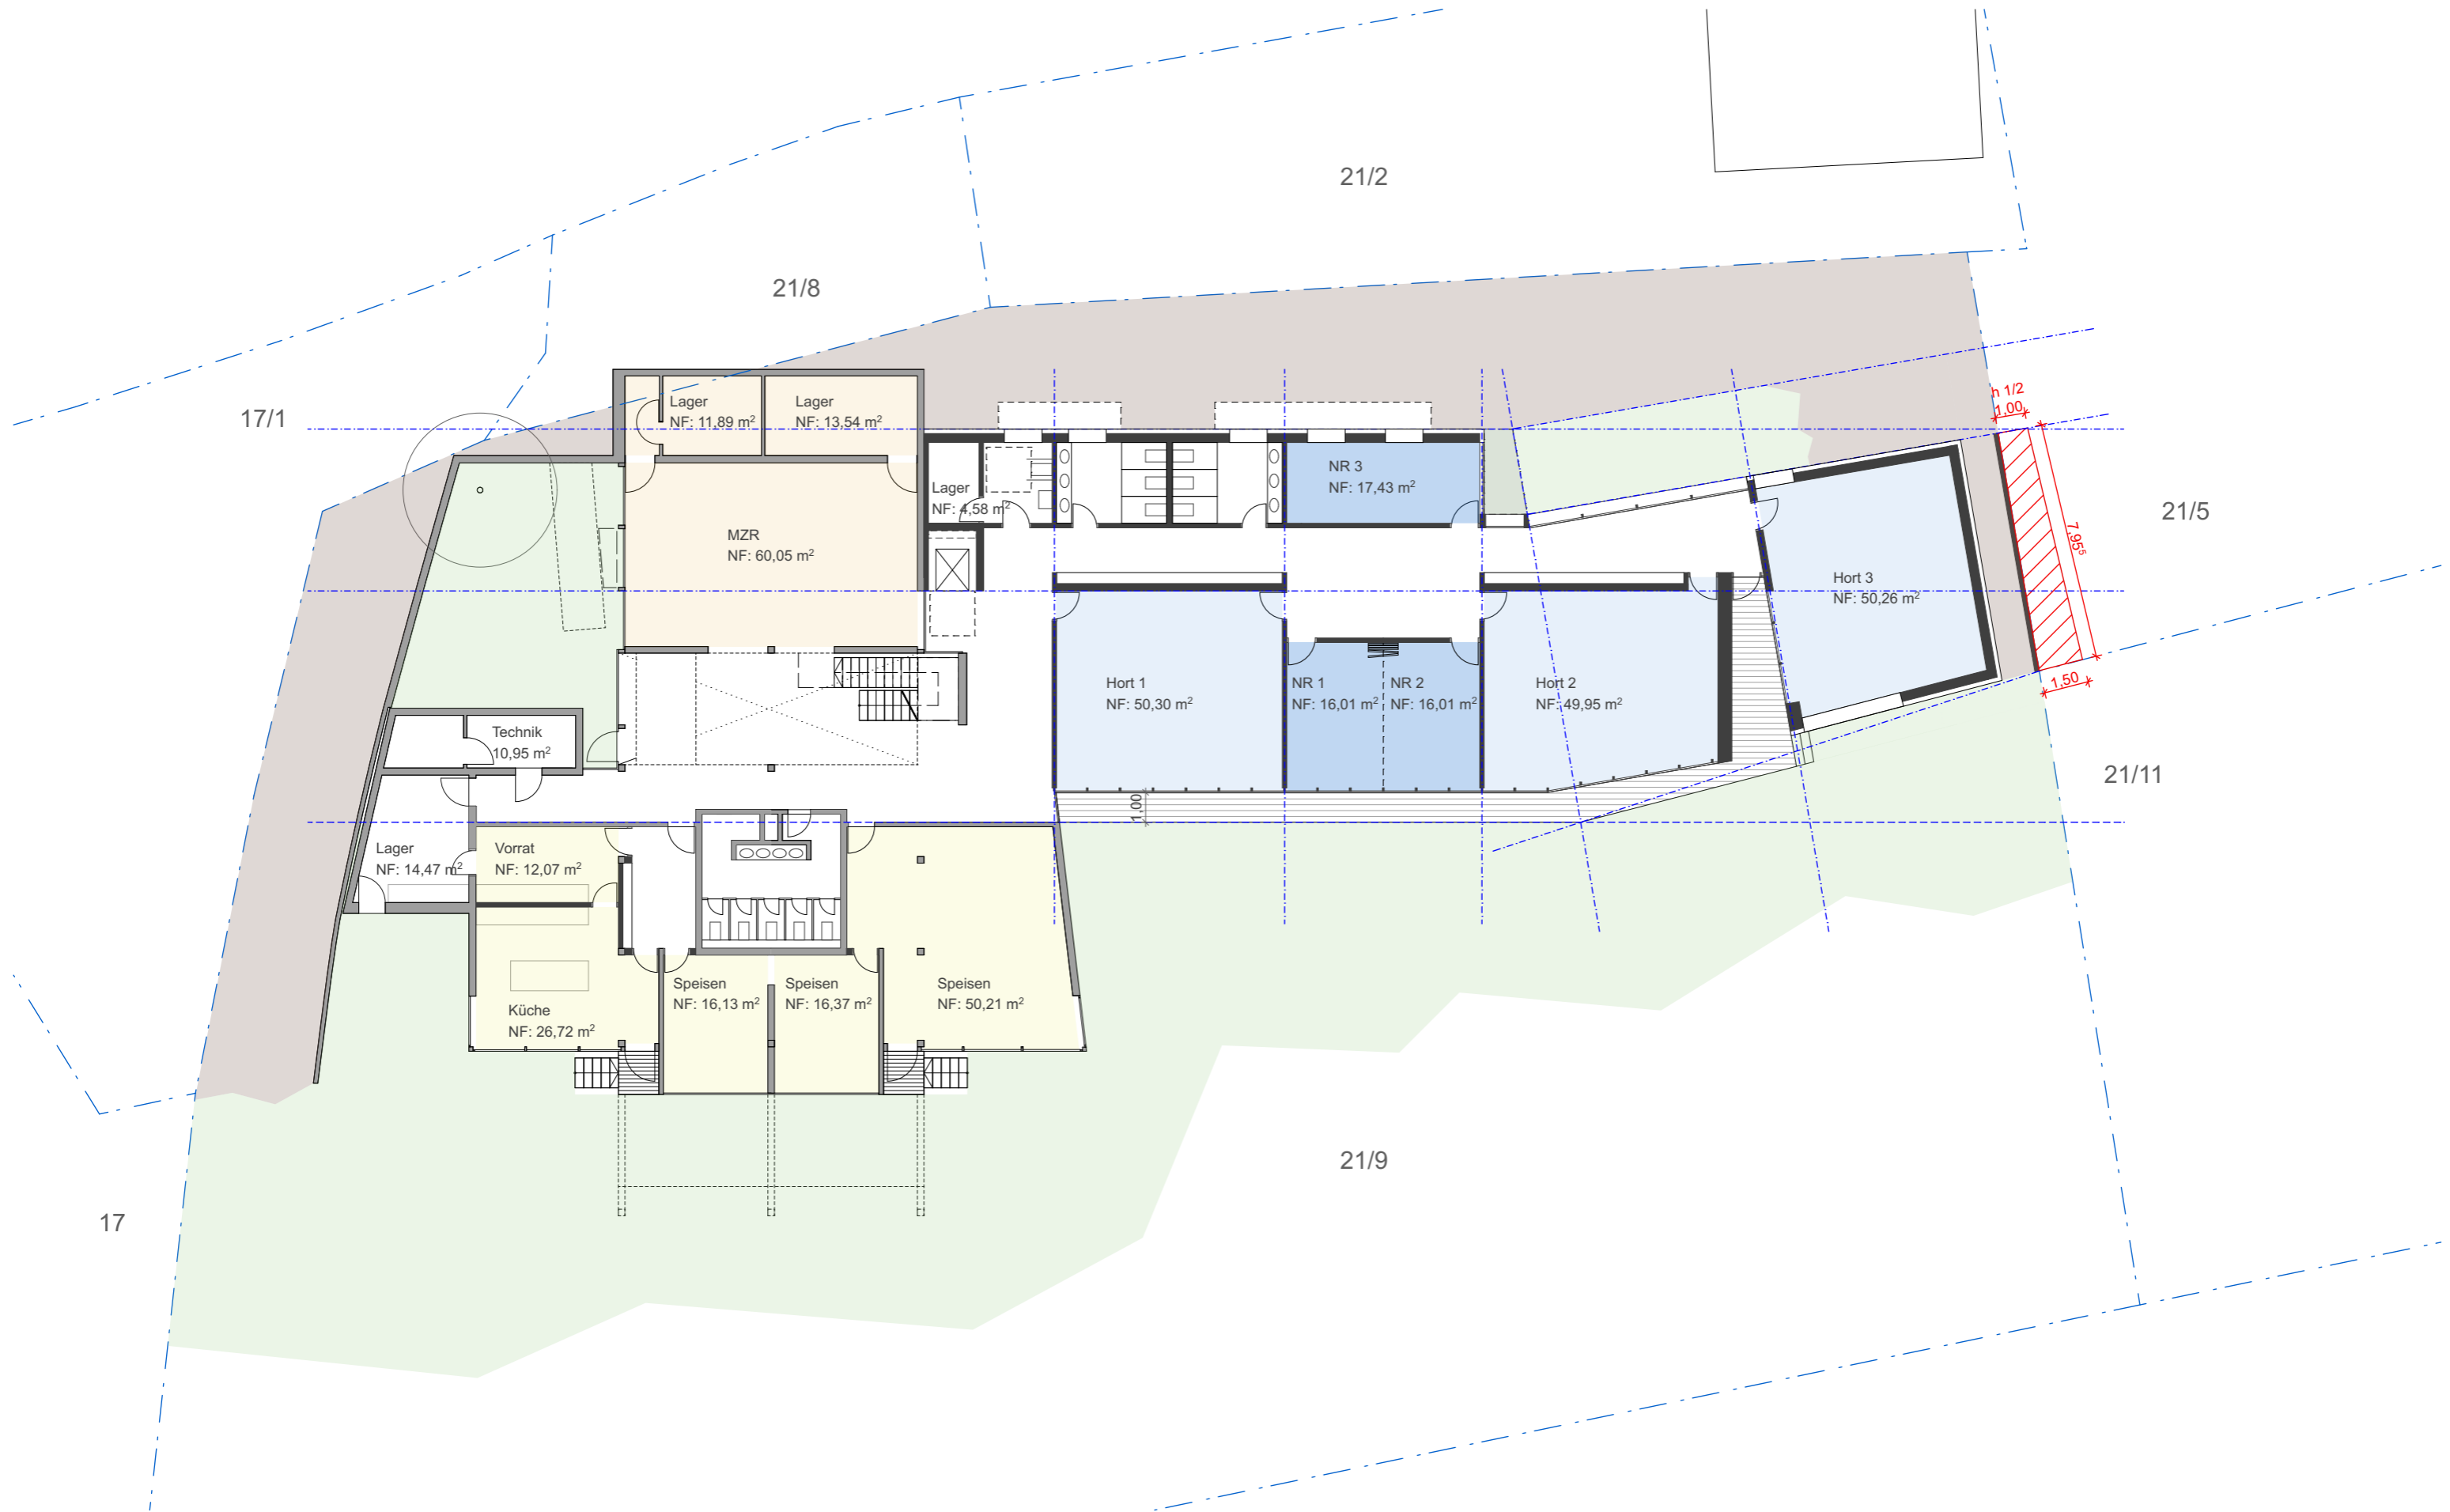 21/2
21/8
17/1
h 1/2
1,00
Lager
NF: 11,89 m²
Lager
NF: 13,54 m²
NR 3
NF: 17,43 m²
Lager
NF: 4,58 m²
21/5
7,95⁵
MZR
NF: 60,05 m²
Hort 3
NF: 50,26 m²
Hort 1
NF: 50,30 m²
NR 1
NF: 16,01 m²
NR 2
NF: 16,01 m²
Hort 2
NF: 49,95 m²
1,50
Technik
10,95 m²
21/11
1,00
Lager
NF: 14,47 m²
Vorrat
NF: 12,07 m²
Küche
NF: 26,72 m²
Speisen
NF: 16,13 m²
Speisen
NF: 16,37 m²
Speisen
NF: 50,21 m²
21/9
17